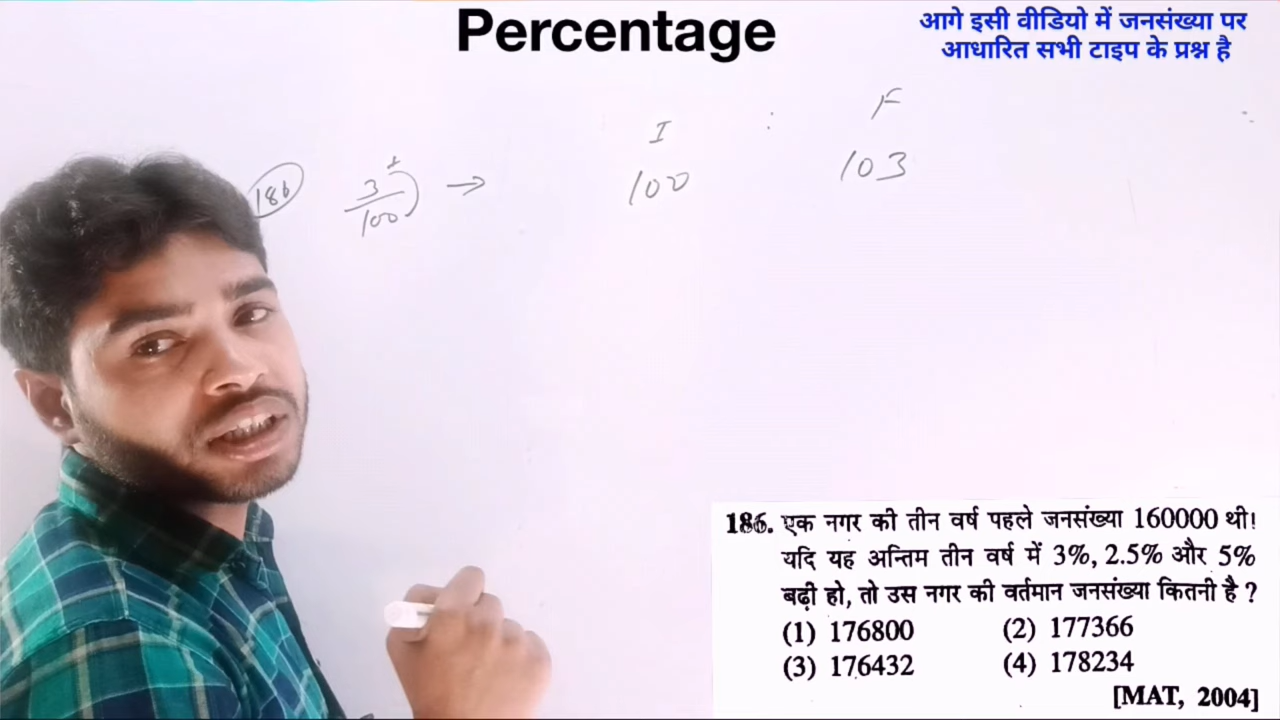 Percentage
आगे इसी वीडियो में जनसंख्या पर
आधारित सभी टाइप के प्रश्न है
I : F
186 3/100 + → 100 103
186. एक नगर की तीन वर्ष पहले जनसंख्या 160000 थी!
यदि यह अन्तिम तीन वर्ष में 3%, 2.5% और 5%
बढ़ी हो, तो उस नगर की वर्तमान जनसंख्या कितनी है ?
(1) 176800 (2) 177366
(3) 176432 (4) 178234
[MAT, 2004]